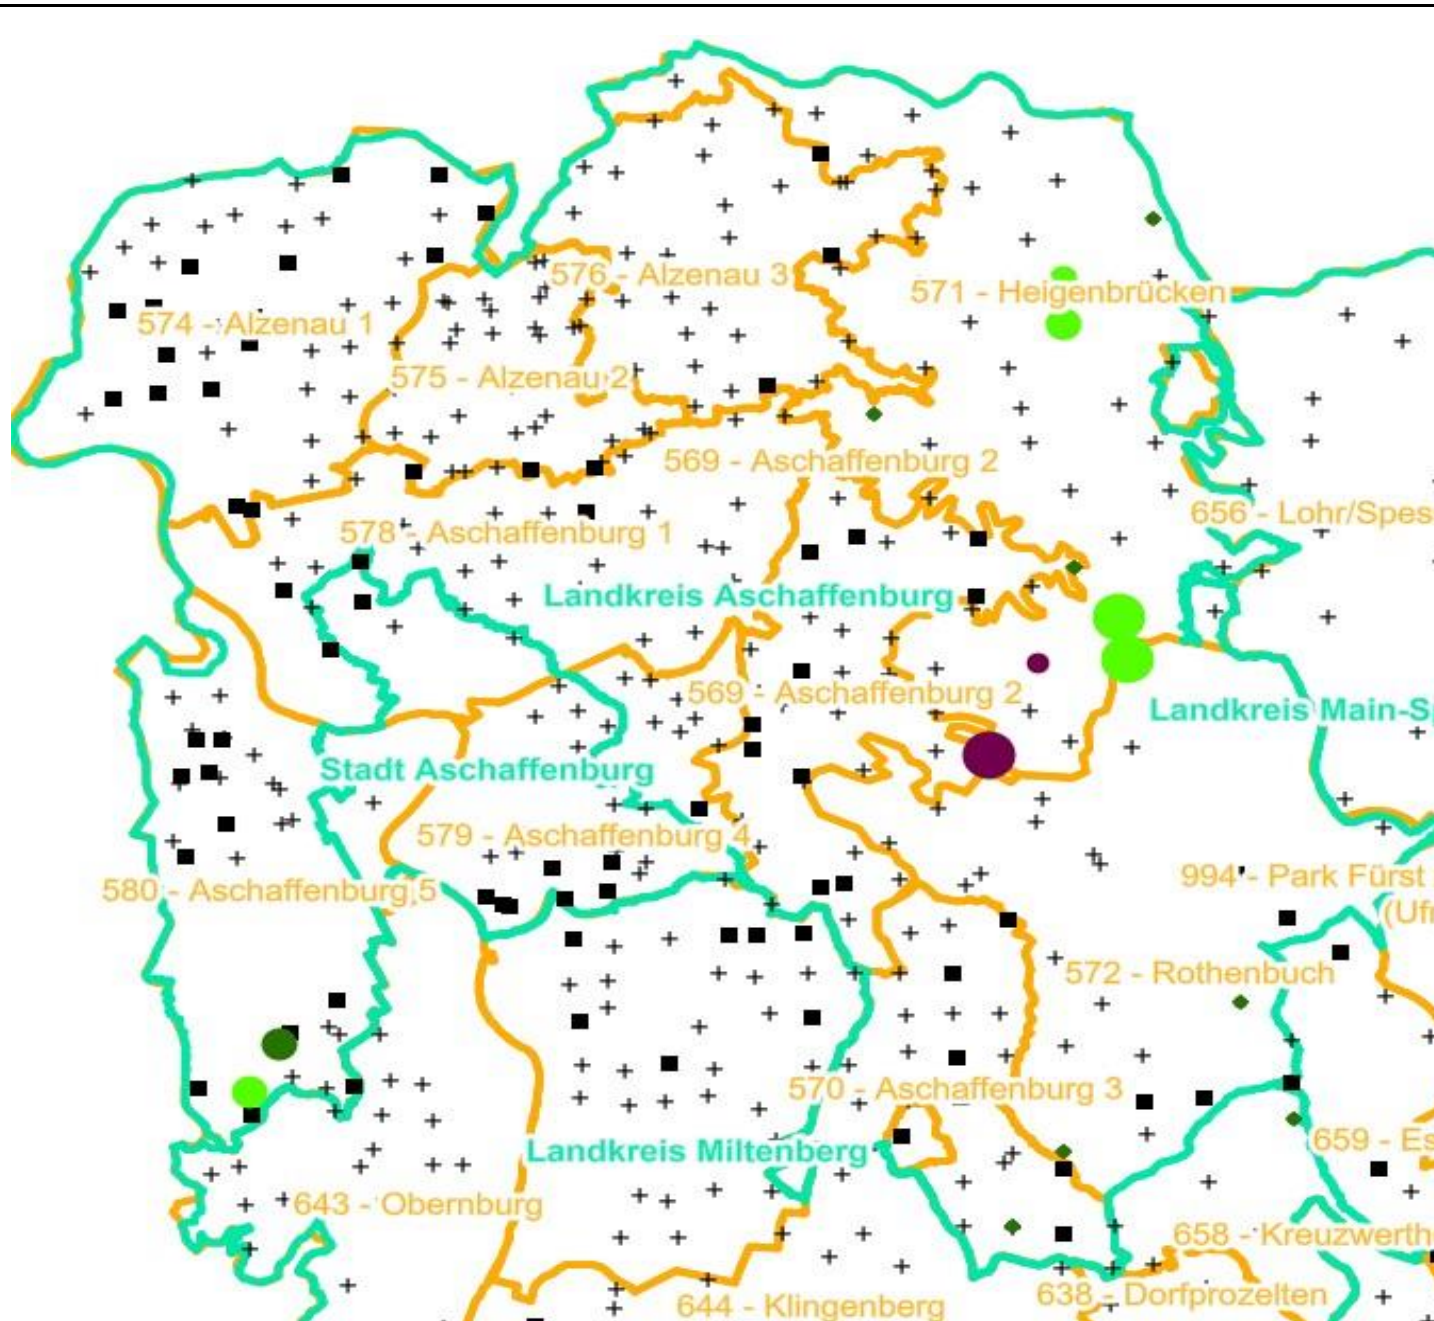 576 - Alzenau 3
571 - Heigenbrücken
574 - Alzenau 1
575 - Alzenau 2
569 - Aschaffenburg 2
656 - Lohr/Spes
578 - Aschaffenburg 1
Landkreis Aschaffenburg
569 - Aschaffenburg 2
Landkreis Main-Sp
Stadt Aschaffenburg
579 - Aschaffenburg 4
994 - Park Fürst
(Ufr
580 - Aschaffenburg 5
572 - Rothenbuch
570 - Aschaffenburg 3
659 - Es
Landkreis Miltenberg
643 - Obernburg
658 - Kreuzwerth
638 - Dorfprozelten
644 - Klingenberg